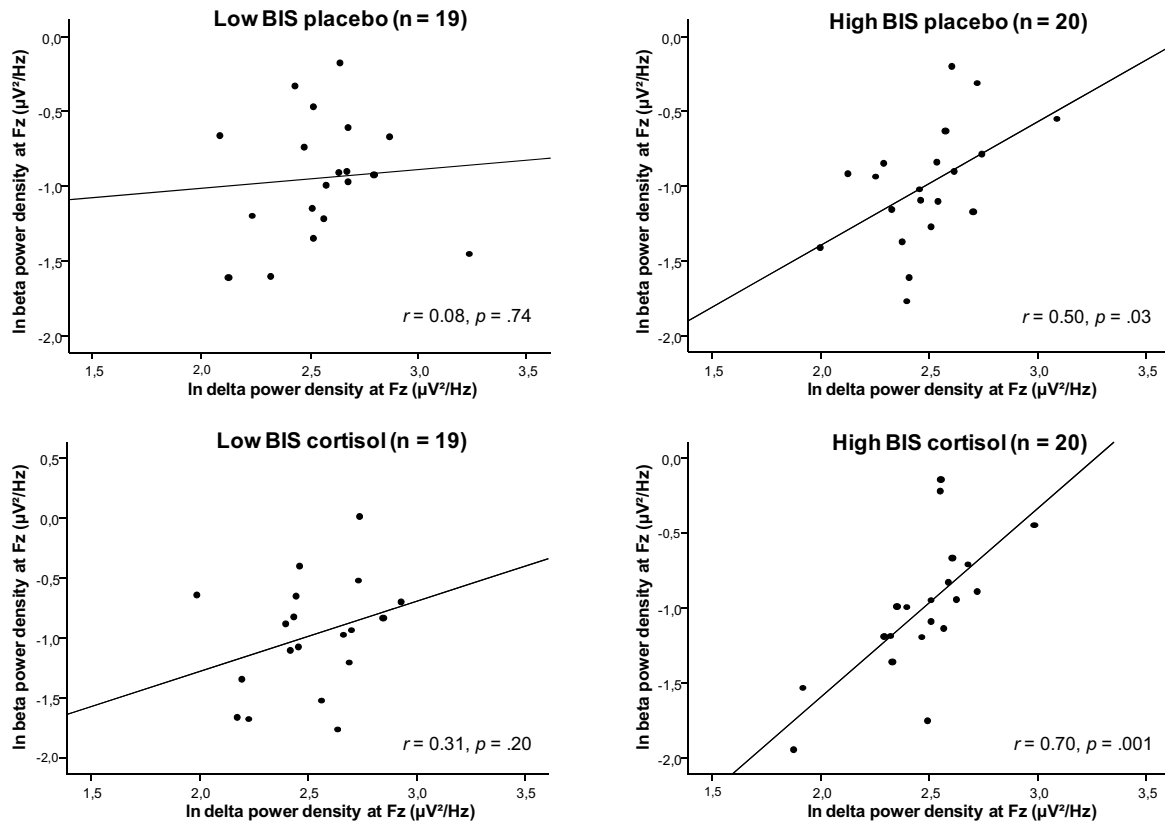 Low BIS placebo (n = 19)
ln beta power density at Fz (µV²/Hz)
0,0
-0,5
-1,0
-1,5
-2,0
r = 0.08, p = .74
1,5 2,0 2,5 3,0 3,5
ln delta power density at Fz (µV²/Hz)
High BIS placebo (n = 20)
ln beta power density at Fz (µV²/Hz)
0,0
-0,5
-1,0
-1,5
-2,0
r = 0.50, p = .03
1,5 2,0 2,5 3,0 3,5
ln delta power density at Fz (µV²/Hz)
Low BIS cortisol (n = 19)
ln beta power density at Fz (µV²/Hz)
0,5
0,0
-0,5
-1,0
-1,5
-2,0
r = 0.31, p = .20
1,5 2,0 2,5 3,0 3,5
ln delta power density at Fz (µV²/Hz)
High BIS cortisol (n = 20)
ln beta power density at Fz (µV²/Hz)
0,0
-0,5
-1,0
-1,5
-2,0
r = 0.70, p = .001
1,5 2,0 2,5 3,0 3,5
ln delta power density at Fz (µV²/Hz)